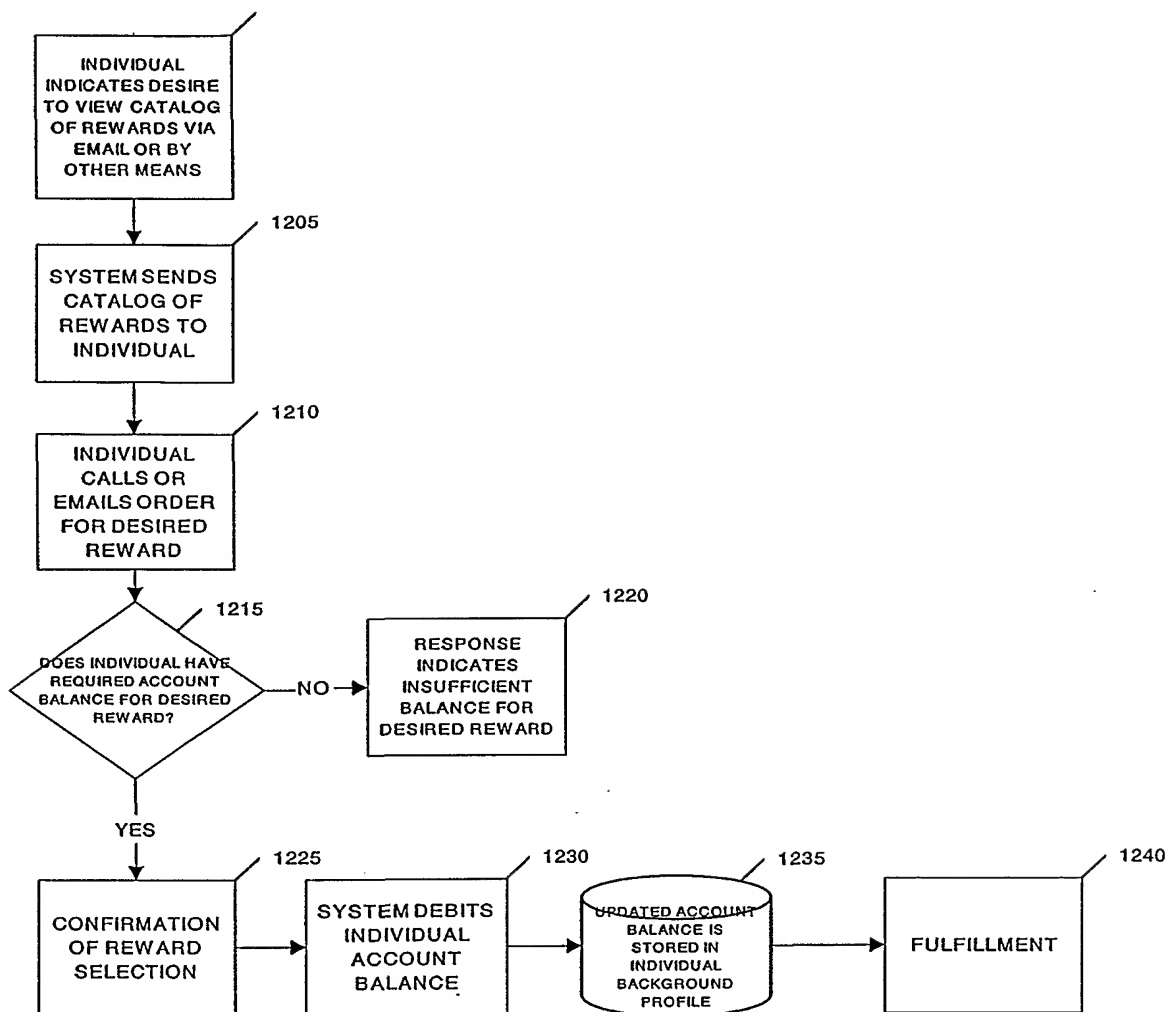 INDIVIDUAL
INDICATES DESIRE
TO VIEW CATALOG
OF REWARDS VIA
EMAIL OR BY
OTHER MEANS
1205
SYSTEM SENDS
CATALOG OF
REWARDS TO
INDIVIDUAL
1210
INDIVIDUAL
CALLS OR
EMAILS ORDER
FOR DESIRED
REWARD
1215
DOES INDIVIDUAL HAVE
REQUIRED ACCOUNT
BALANCE FOR DESIRED
REWARD?
NO
1220
RESPONSE
INDICATES
INSUFFICIENT
BALANCE FOR
DESIRED REWARD
YES
1225
CONFIRMATION
OF REWARD
SELECTION
1230
SYSTEM DEBITS
INDIVIDUAL
ACCOUNT
BALANCE
1235
UPDATED ACCOUNT
BALANCE IS
STORED IN
INDIVIDUAL
BACKGROUND
PROFILE
1240
FULFILLMENT